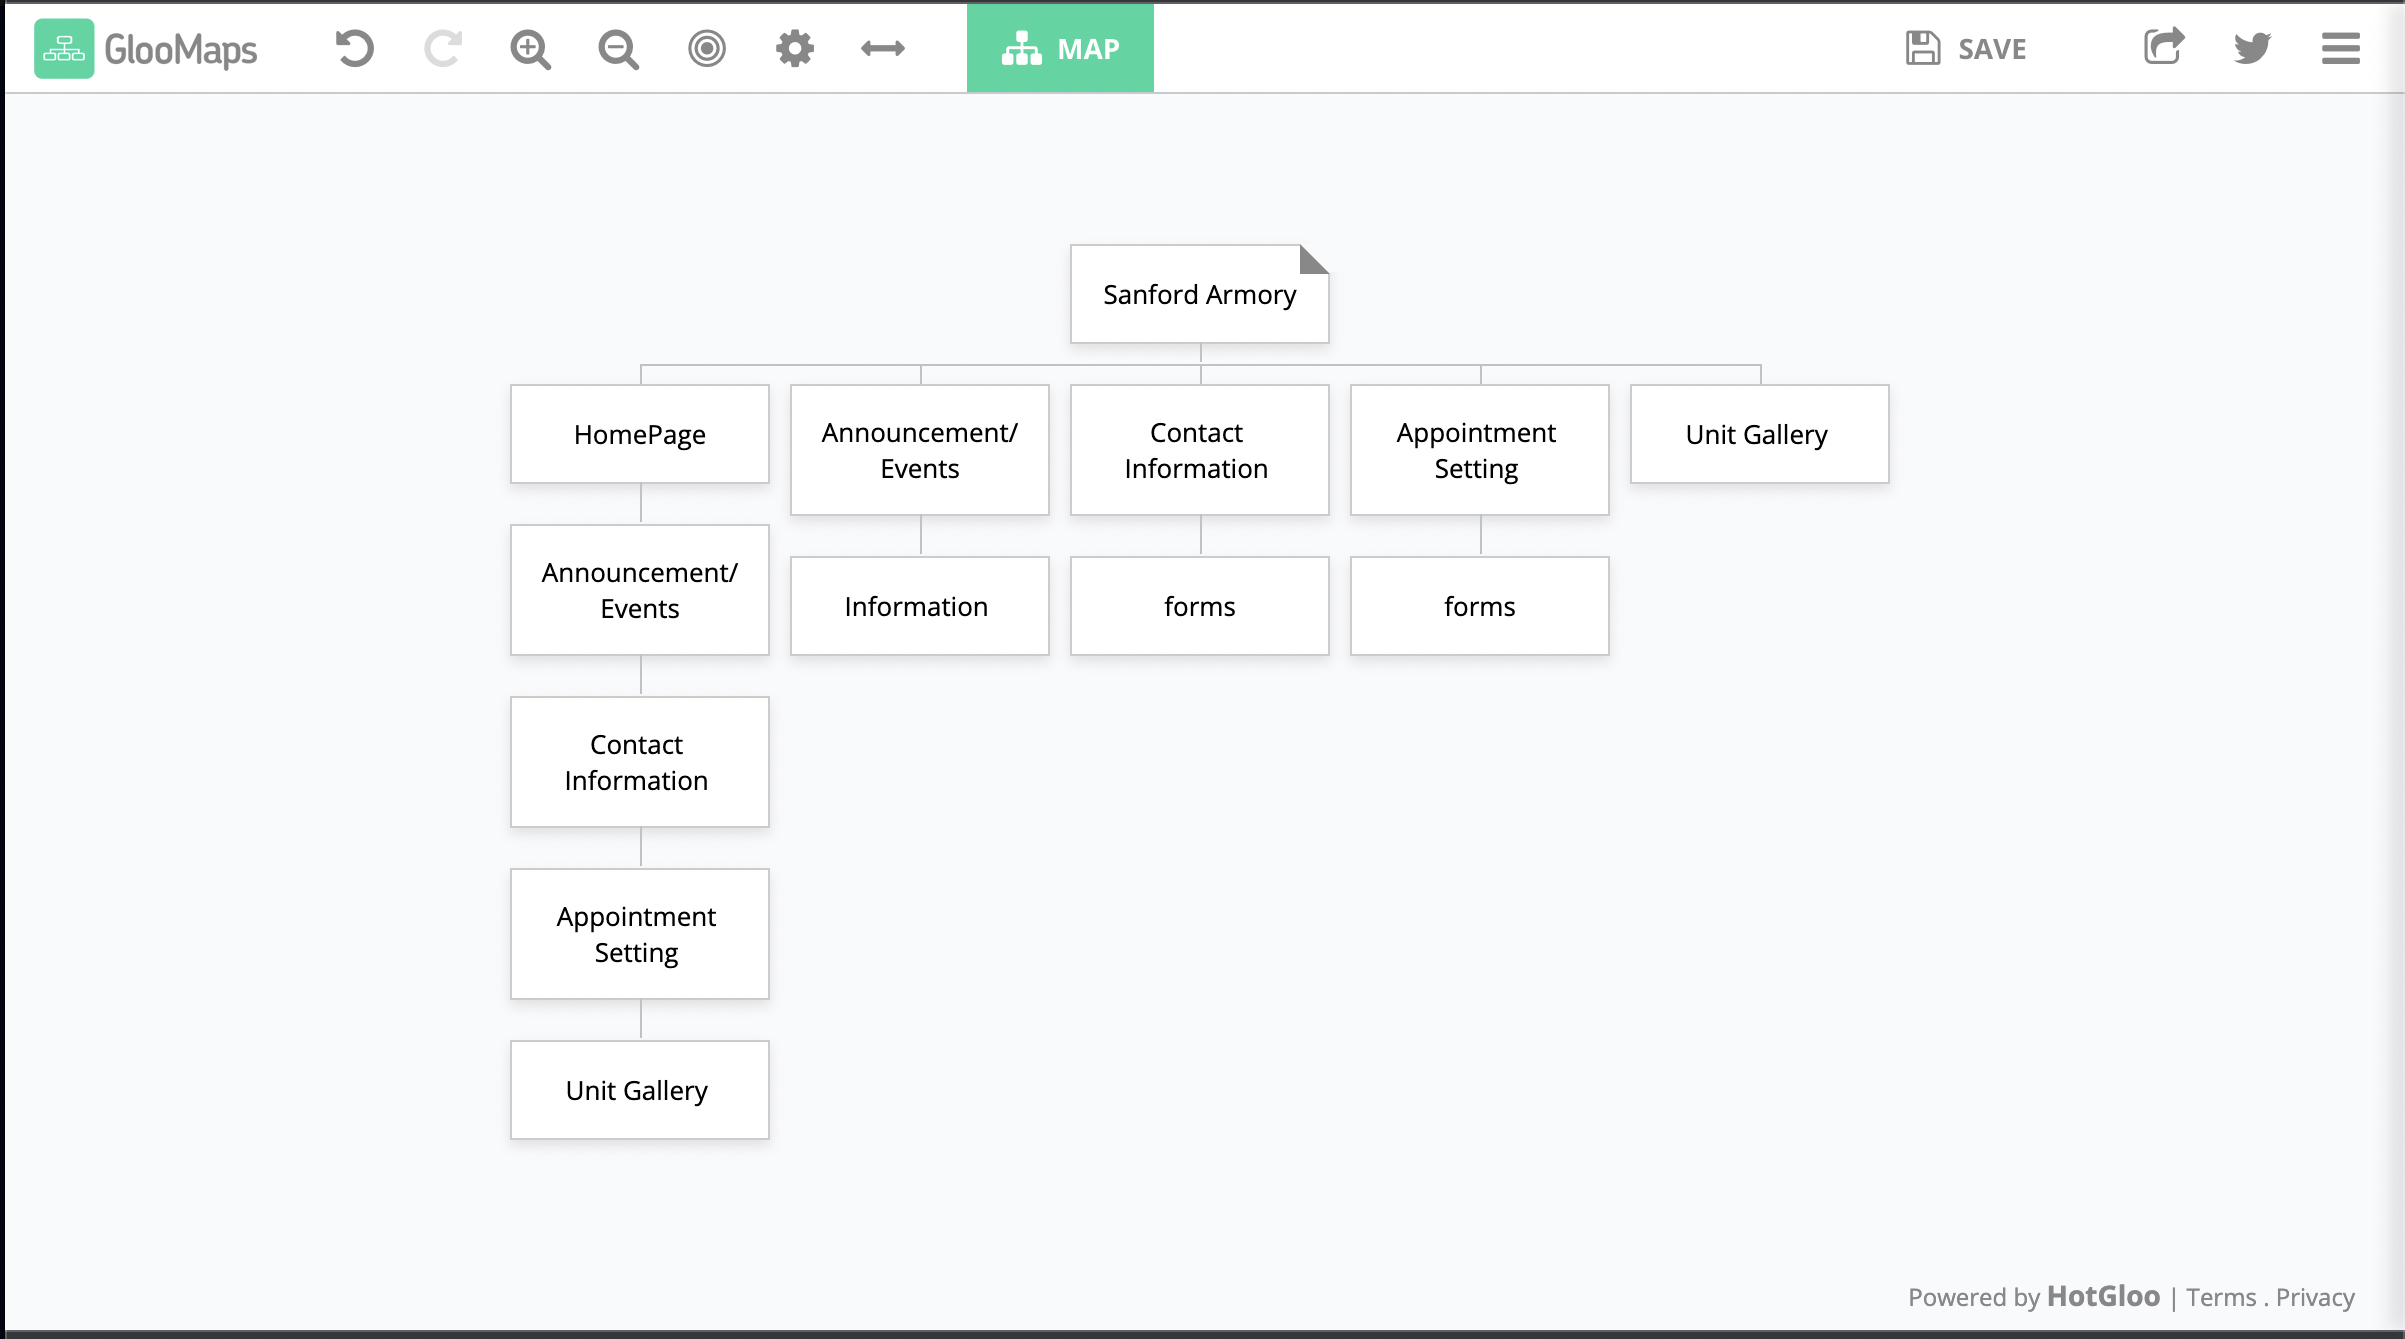 GlooMaps
MAP
SAVE
Sanford Armory
HomePage
Announcement/
Events
Contact
Information
Appointment
Setting
Unit Gallery
Announcement/
Events
Information
forms
forms
Contact
Information
Appointment
Setting
Unit Gallery
Powered by HotGloo | Terms . Privacy